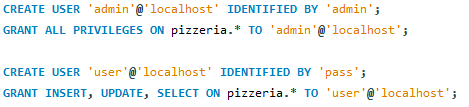 CREATE USER 'admin'@'localhost' IDENTIFIED BY 'admin';
GRANT ALL PRIVILEGES ON pizzeria.* TO 'admin'@'localhost';
CREATE USER 'user'@'localhost' IDENTIFIED BY 'pass';
GRANT INSERT, UPDATE, SELECT ON pizzeria.* TO 'user'@'localhost';